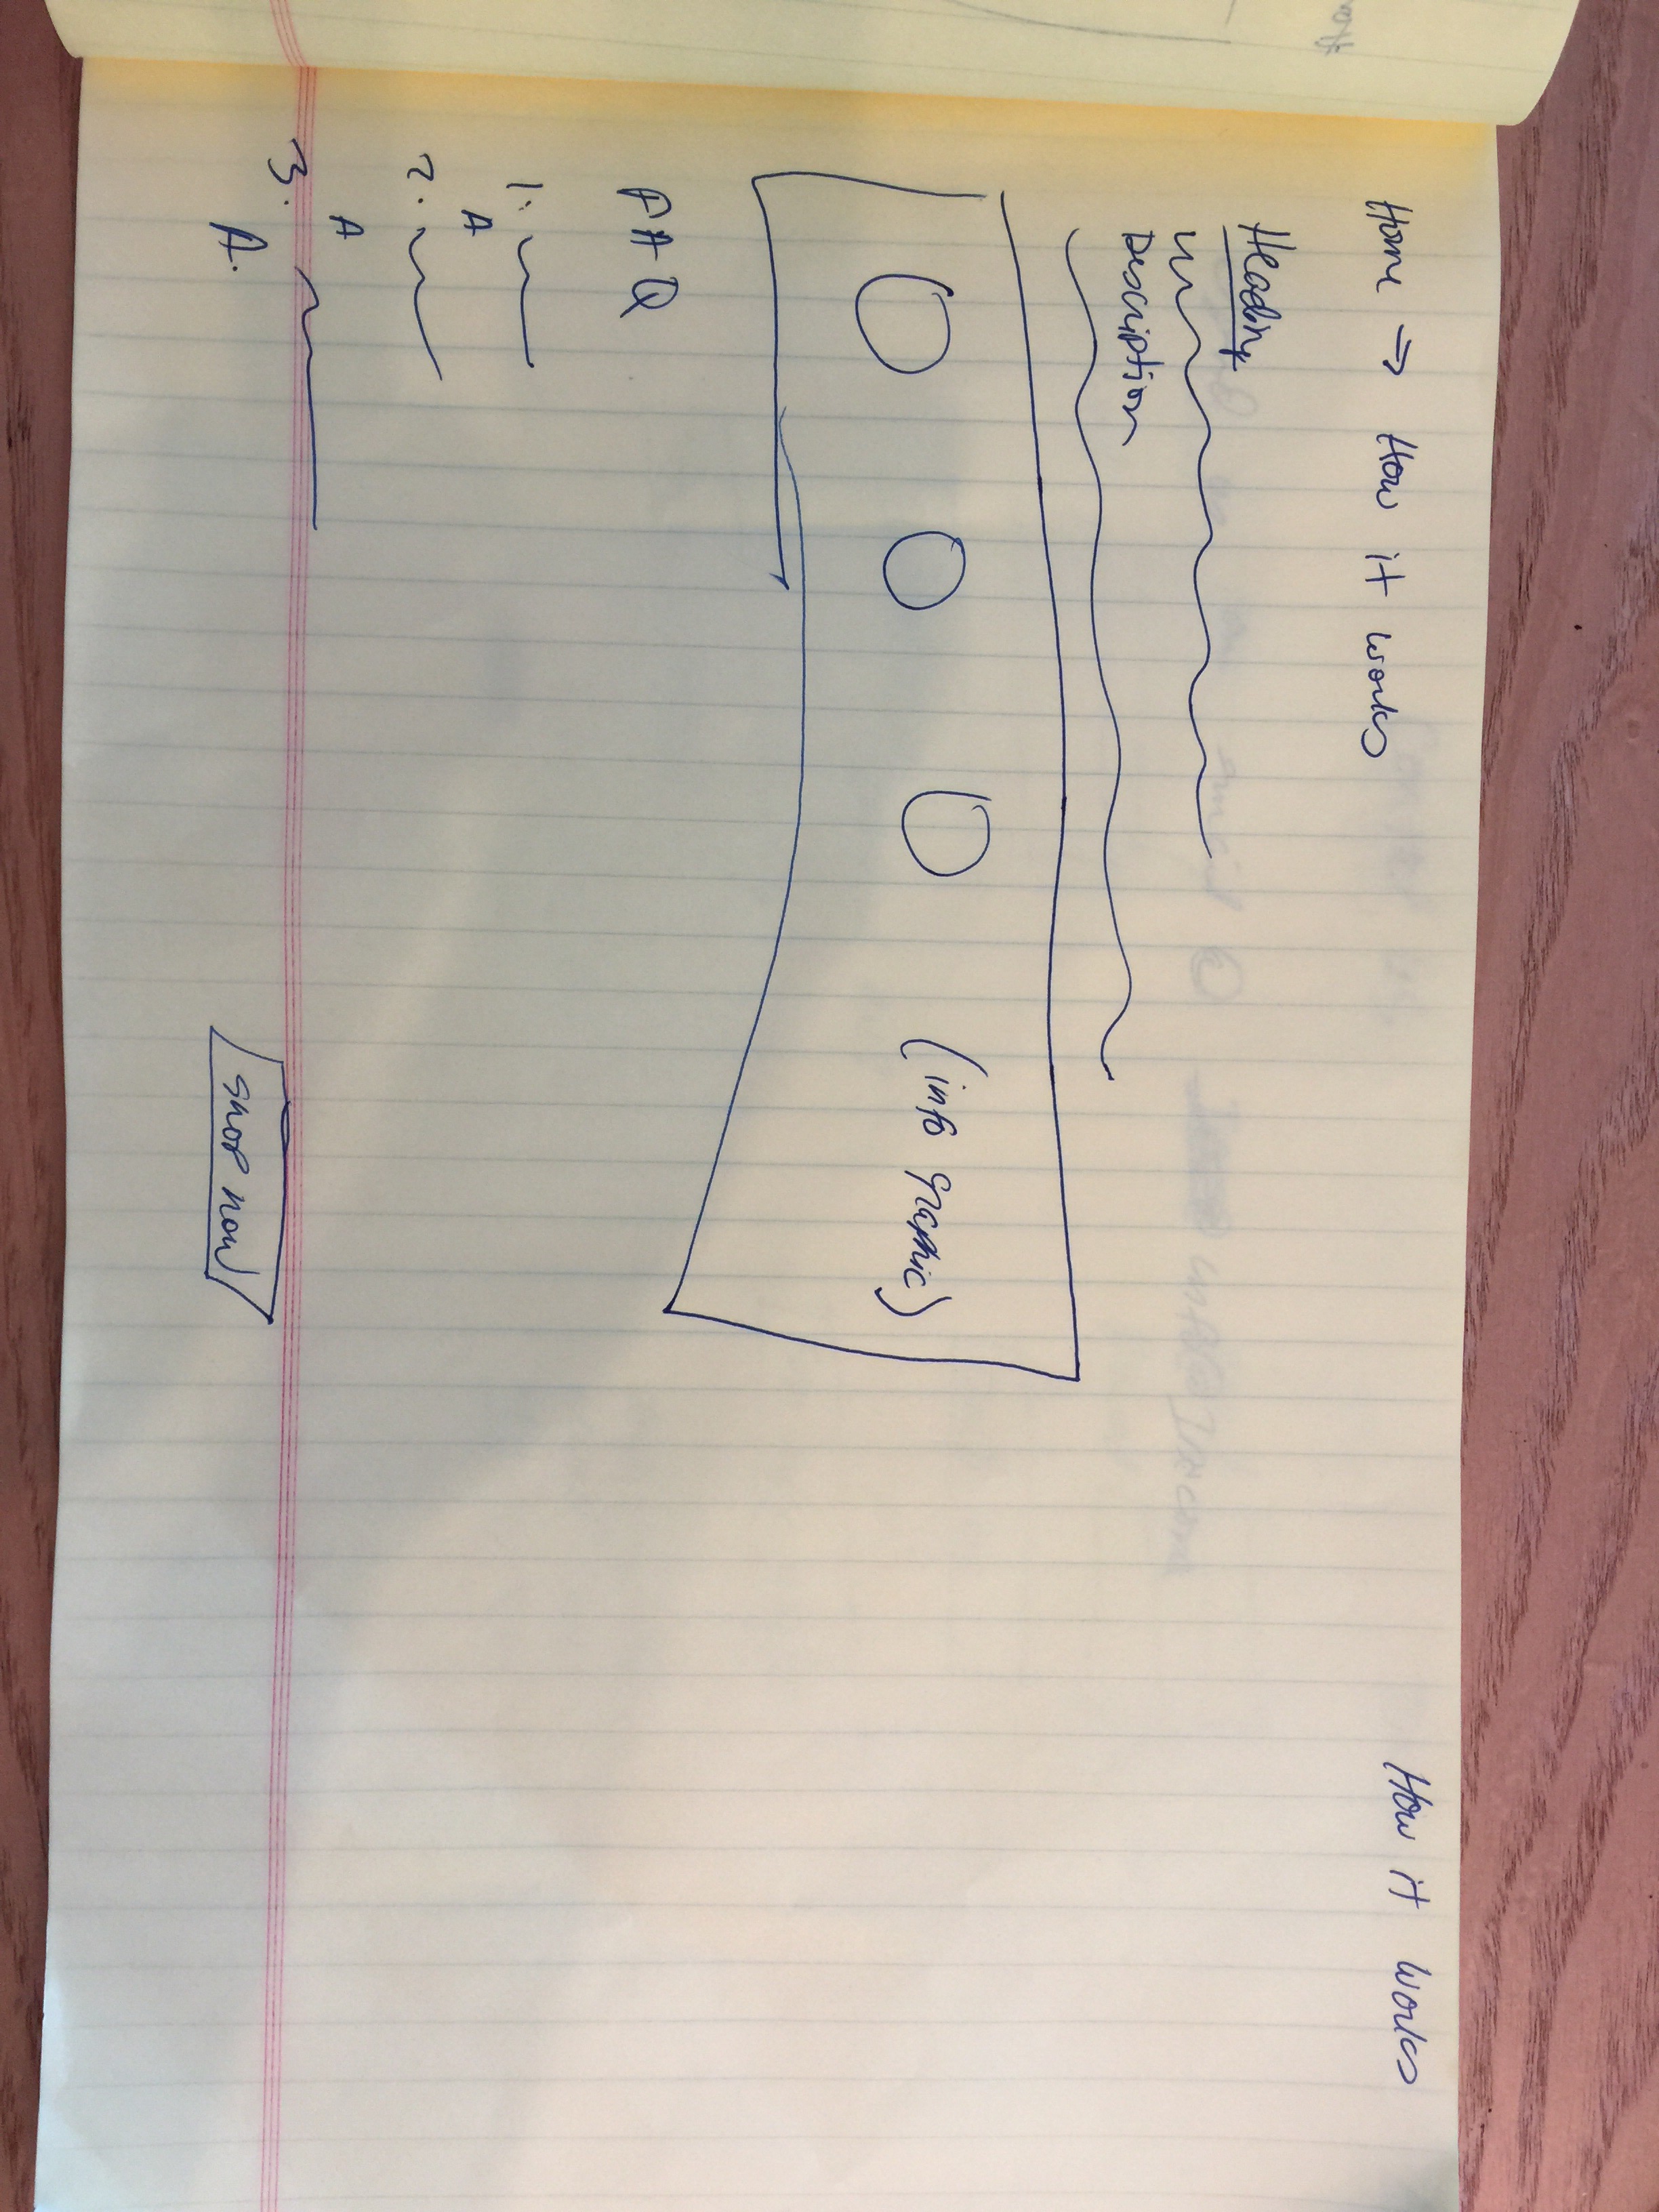 Home ⇒ How it works
How it works
Heading
Description
(info graphic)
FAQ
1.
A
2.
A
3.
A.
SHOP NOW